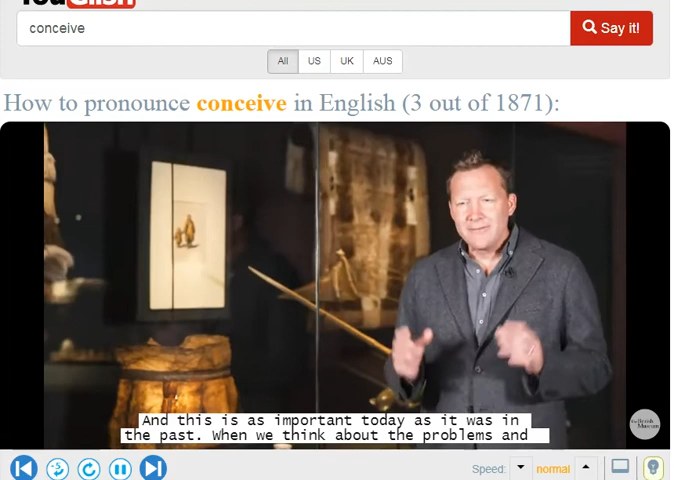 YouGlish
conceive
Say it!
All US UK AUS
How to pronounce conceive in English (3 out of 1871):
And this is as important today as it was in
the past. When we think about the problems and
Speed: normal